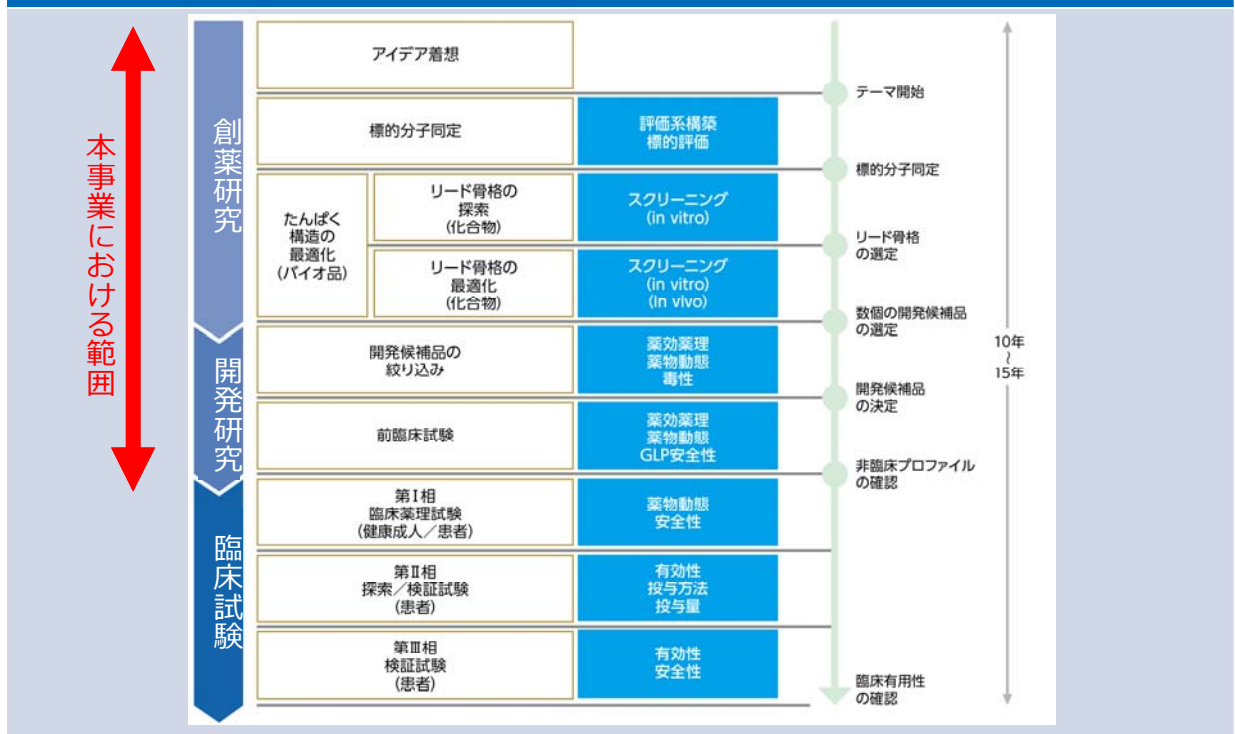 本事業における範囲
創薬研究
開発研究
臨床試験
アイデア着想
テーマ開始
標的分子同定
評価系構築
標的評価
標的分子同定
たんぱく
構造の
最適化
(バイオ品)
リード骨格の
探索
(化合物)
スクリーニング
(in vitro)
リード骨格
の選定
リード骨格の
最適化
(化合物)
スクリーニング
(in vitro)
(in vivo)
数個の開発候補品
の選定
開発候補品の
絞り込み
薬効薬理
薬物動態
毒性
開発候補品
の決定
前臨床試験
薬効薬理
薬物動態
GLP安全性
非臨床プロファイル
の確認
第Ⅰ相
臨床薬理試験
(健康成人/患者)
薬物動態
安全性
第Ⅱ相
探索/検証試験
(患者)
有効性
投与方法
投与量
第Ⅲ相
検証試験
(患者)
有効性
安全性
臨床有用性
の確認
10年
~
15年